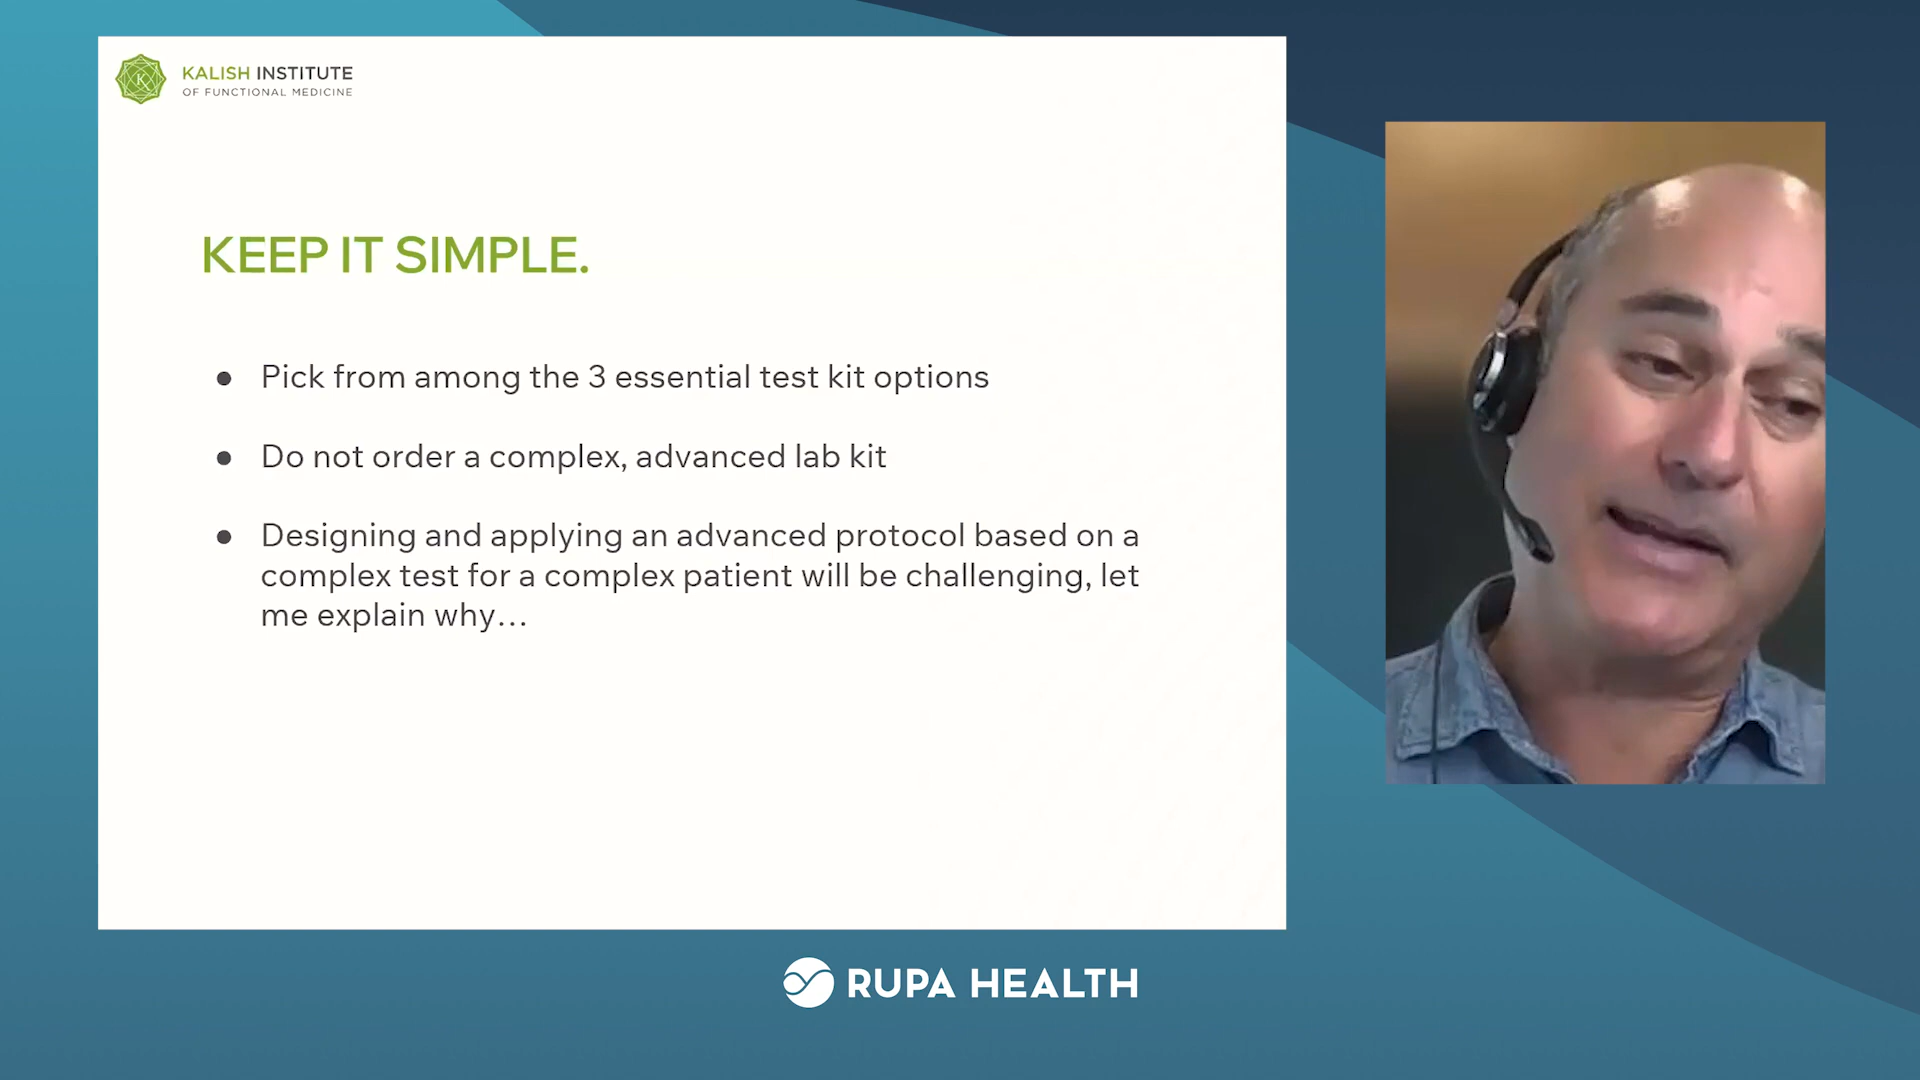 KALISH INSTITUTE
OF FUNCTIONAL MEDICINE
KEEP IT SIMPLE.
● Pick from among the 3 essential test kit options
● Do not order a complex, advanced lab kit
● Designing and applying an advanced protocol based on a
complex test for a complex patient will be challenging, let
me explain why...
RUPA HEALTH